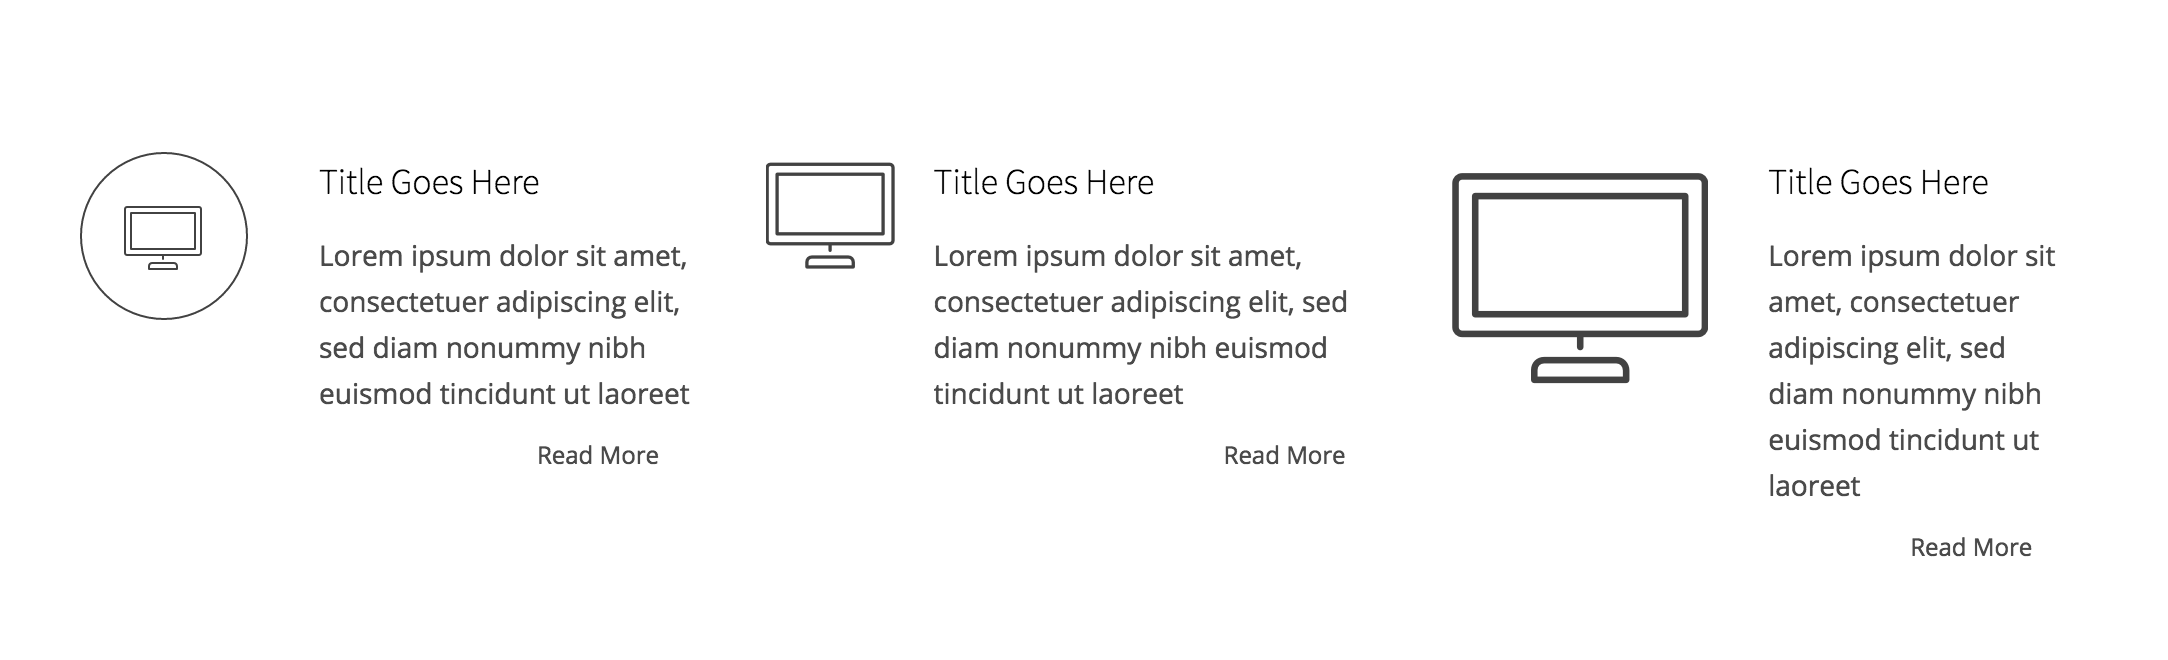 Title Goes Here
Lorem ipsum dolor sit amet,
consectetuer adipiscing elit,
sed diam nonummy nibh
euismod tincidunt ut laoreet
Read More
Title Goes Here
Lorem ipsum dolor sit amet,
consectetuer adipiscing elit, sed
diam nonummy nibh euismod
tincidunt ut laoreet
Read More
Title Goes Here
Lorem ipsum dolor sit
amet, consectetuer
adipiscing elit, sed
diam nonummy nibh
euismod tincidunt ut
laoreet
Read More